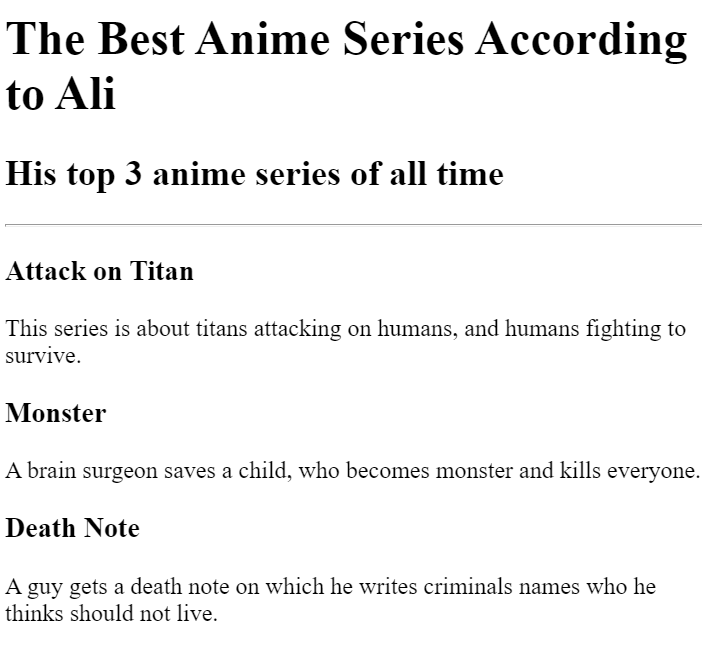 The Best Anime Series According
to Ali
His top 3 anime series of all time
Attack on Titan
This series is about titans attacking on humans, and humans fighting to
survive.
Monster
A brain surgeon saves a child, who becomes monster and kills everyone.
Death Note
A guy gets a death note on which he writes criminals names who he
thinks should not live.